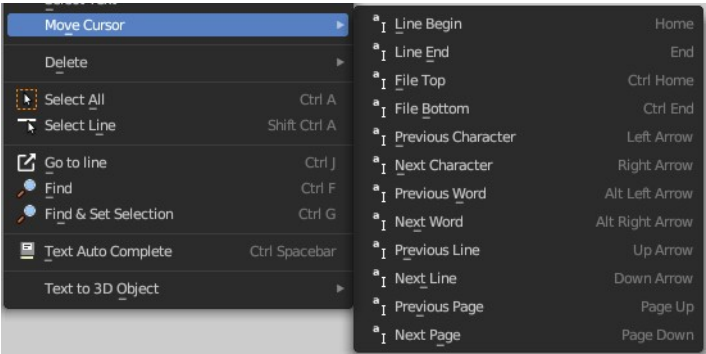 Move Cursor
Delete
Select All Ctrl A
Select Line Shift Ctrl A
Go to line Ctrl J
Find Ctrl F
Find & Set Selection Ctrl G
Text Auto Complete Ctrl Spacebar
Text to 3D Object
Line Begin Home
Line End End
File Top Ctrl Home
File Bottom Ctrl End
Previous Character Left Arrow
Next Character Right Arrow
Previous Word Alt Left Arrow
Next Word Alt Right Arrow
Previous Line Up Arrow
Next Line Down Arrow
Previous Page Page Up
Next Page Page Down